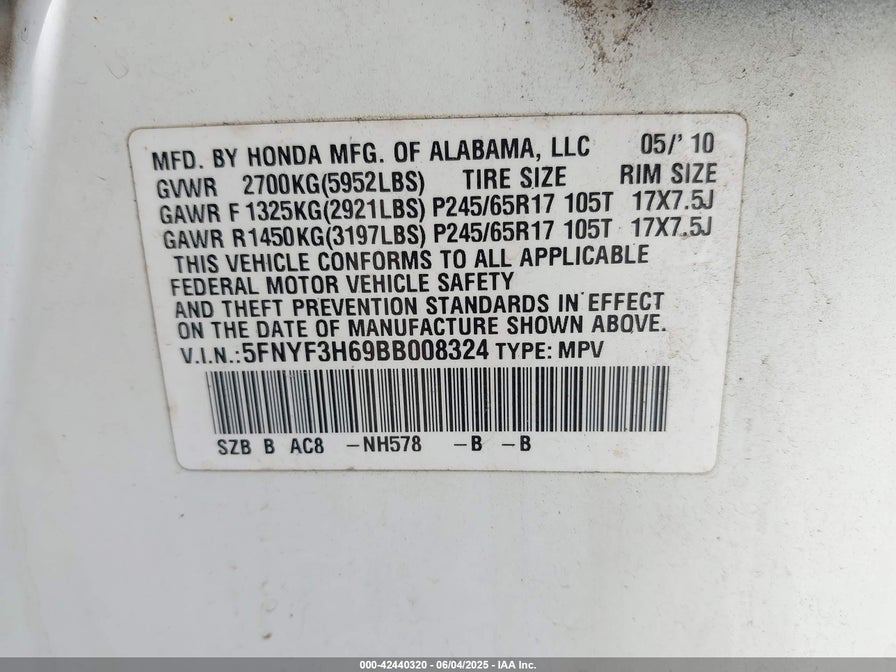 MFD. BY HONDA MFG. OF ALABAMA, LLC 05/' 10
GVWR 2700KG(5952LBS) TIRE SIZE RIM SIZE
GAWR F 1325KG(2921LBS) P245/65R17 105T 17X7.5J
GAWR R1450KG(3197LBS) P245/65R17 105T 17X7.5J
THIS VEHICLE CONFORMS TO ALL APPLICABLE
FEDERAL MOTOR VEHICLE SAFETY
AND THEFT PREVENTION STANDARDS IN EFFECT
ON THE DATE OF MANUFACTURE SHOWN ABOVE.
V.I.N.:5FNYF3H69BB008324 TYPE: MPV
SZB B AC8 -NH578 -B -B
000-42440320 - 06/04/2025 - IAA Inc.